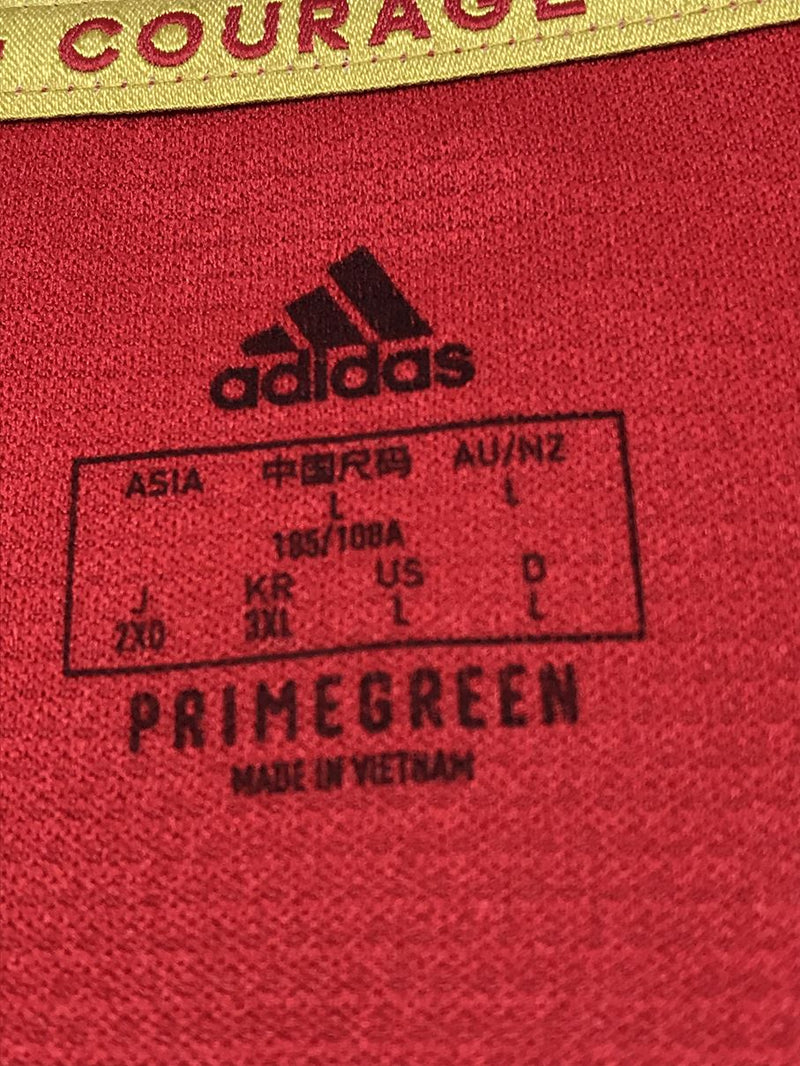 COURAGE
adidas
ASIA 中国尺码 AU/NZ
L L
185/108A
J KR US D
2XO 3XL L L
PRIMEGREEN
MADE IN VIETNAM